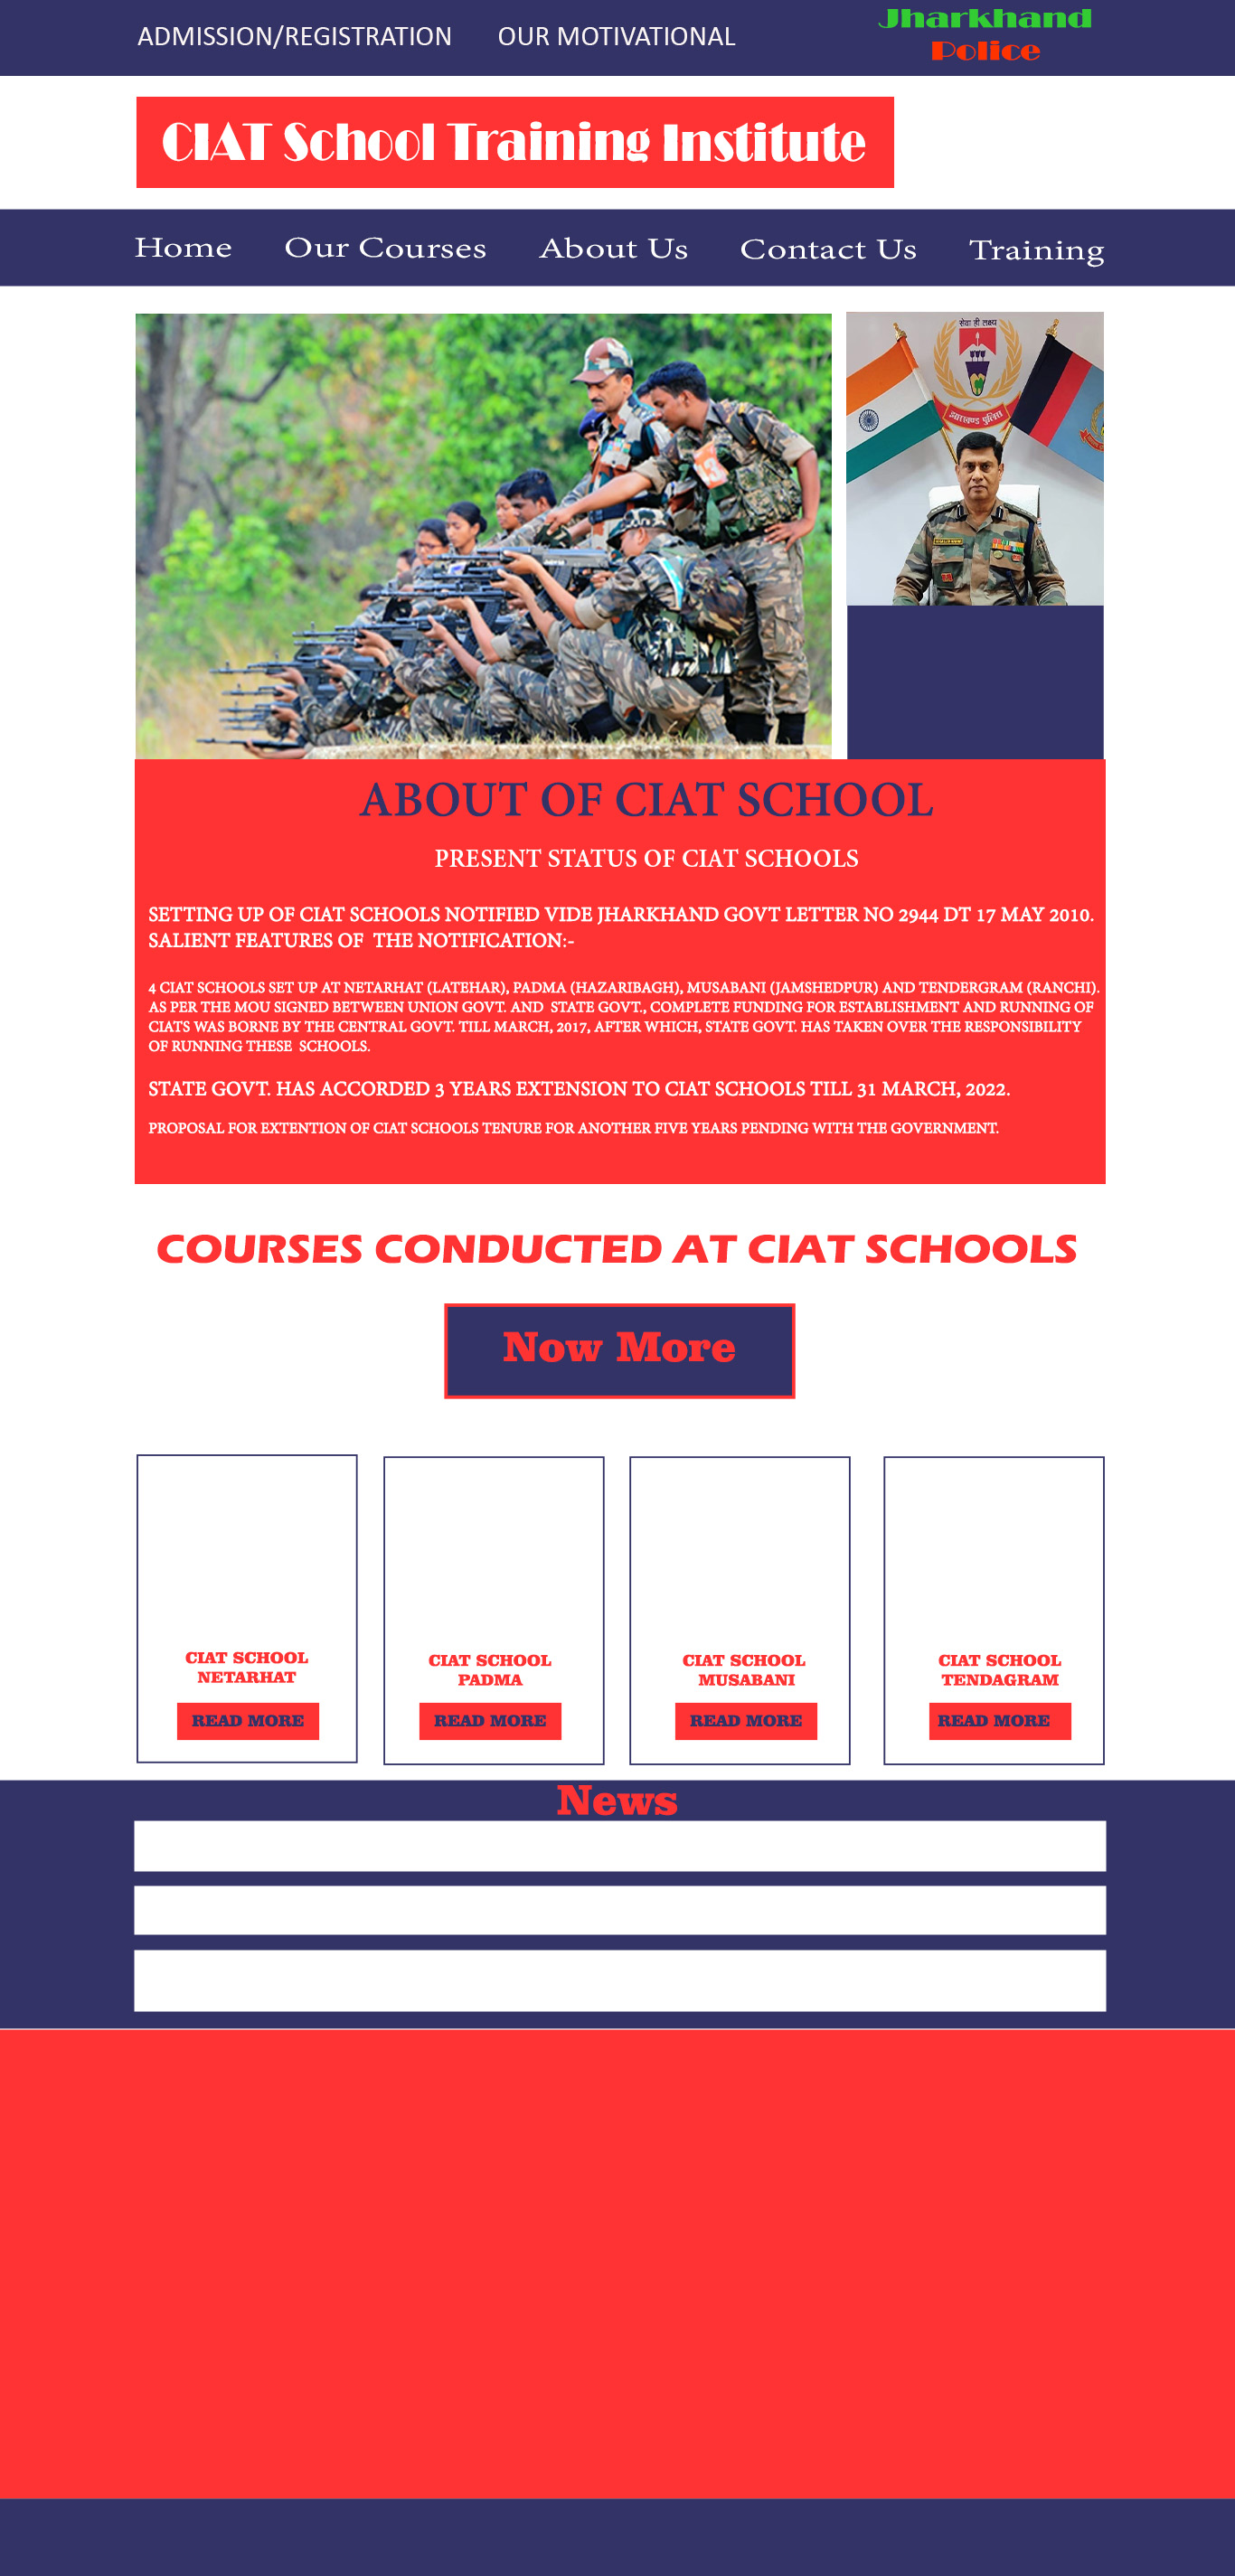 ADMISSION/REGISTRATION OUR MOTIVATIONAL
Jharkhand
Police
CIAT School Training Institute
Home Our Courses About Us Contact Us Training
सेवा ही लक्ष्य
झारखण्ड पुलिस
ABOUT OF CIAT SCHOOL
PRESENT STATUS OF CIAT SCHOOLS
SETTING UP OF CIAT SCHOOLS NOTIFIED VIDE JHARKHAND GOVT LETTER NO 2944 DT 17 MAY 2010.
SALIENT FEATURES OF THE NOTIFICATION:-
4 CIAT SCHOOLS SET UP AT NETARHAT (LATEHAR), PADMA (HAZARIBAGH), MUSABANI (JAMSHEDPUR) AND TENDERGRAM (RANCHI).
AS PER THE MOU SIGNED BETWEEN UNION GOVT. AND STATE GOVT., COMPLETE FUNDING FOR ESTABLISHMENT AND RUNNING OF
CIATS WAS BORNE BY THE CENTRAL GOVT. TILL MARCH, 2017, AFTER WHICH, STATE GOVT. HAS TAKEN OVER THE RESPONSIBILITY
OF RUNNING THESE SCHOOLS.
STATE GOVT. HAS ACCORDED 3 YEARS EXTENSION TO CIAT SCHOOLS TILL 31 MARCH, 2022.
PROPOSAL FOR EXTENTION OF CIAT SCHOOLS TENURE FOR ANOTHER FIVE YEARS PENDING WITH THE GOVERNMENT.
COURSES CONDUCTED AT CIAT SCHOOLS
Now More
CIAT SCHOOL
NETARHAT
READ MORE
CIAT SCHOOL
PADMA
READ MORE
CIAT SCHOOL
MUSABANI
READ MORE
CIAT SCHOOL
TENDAGRAM
READ MORE
News